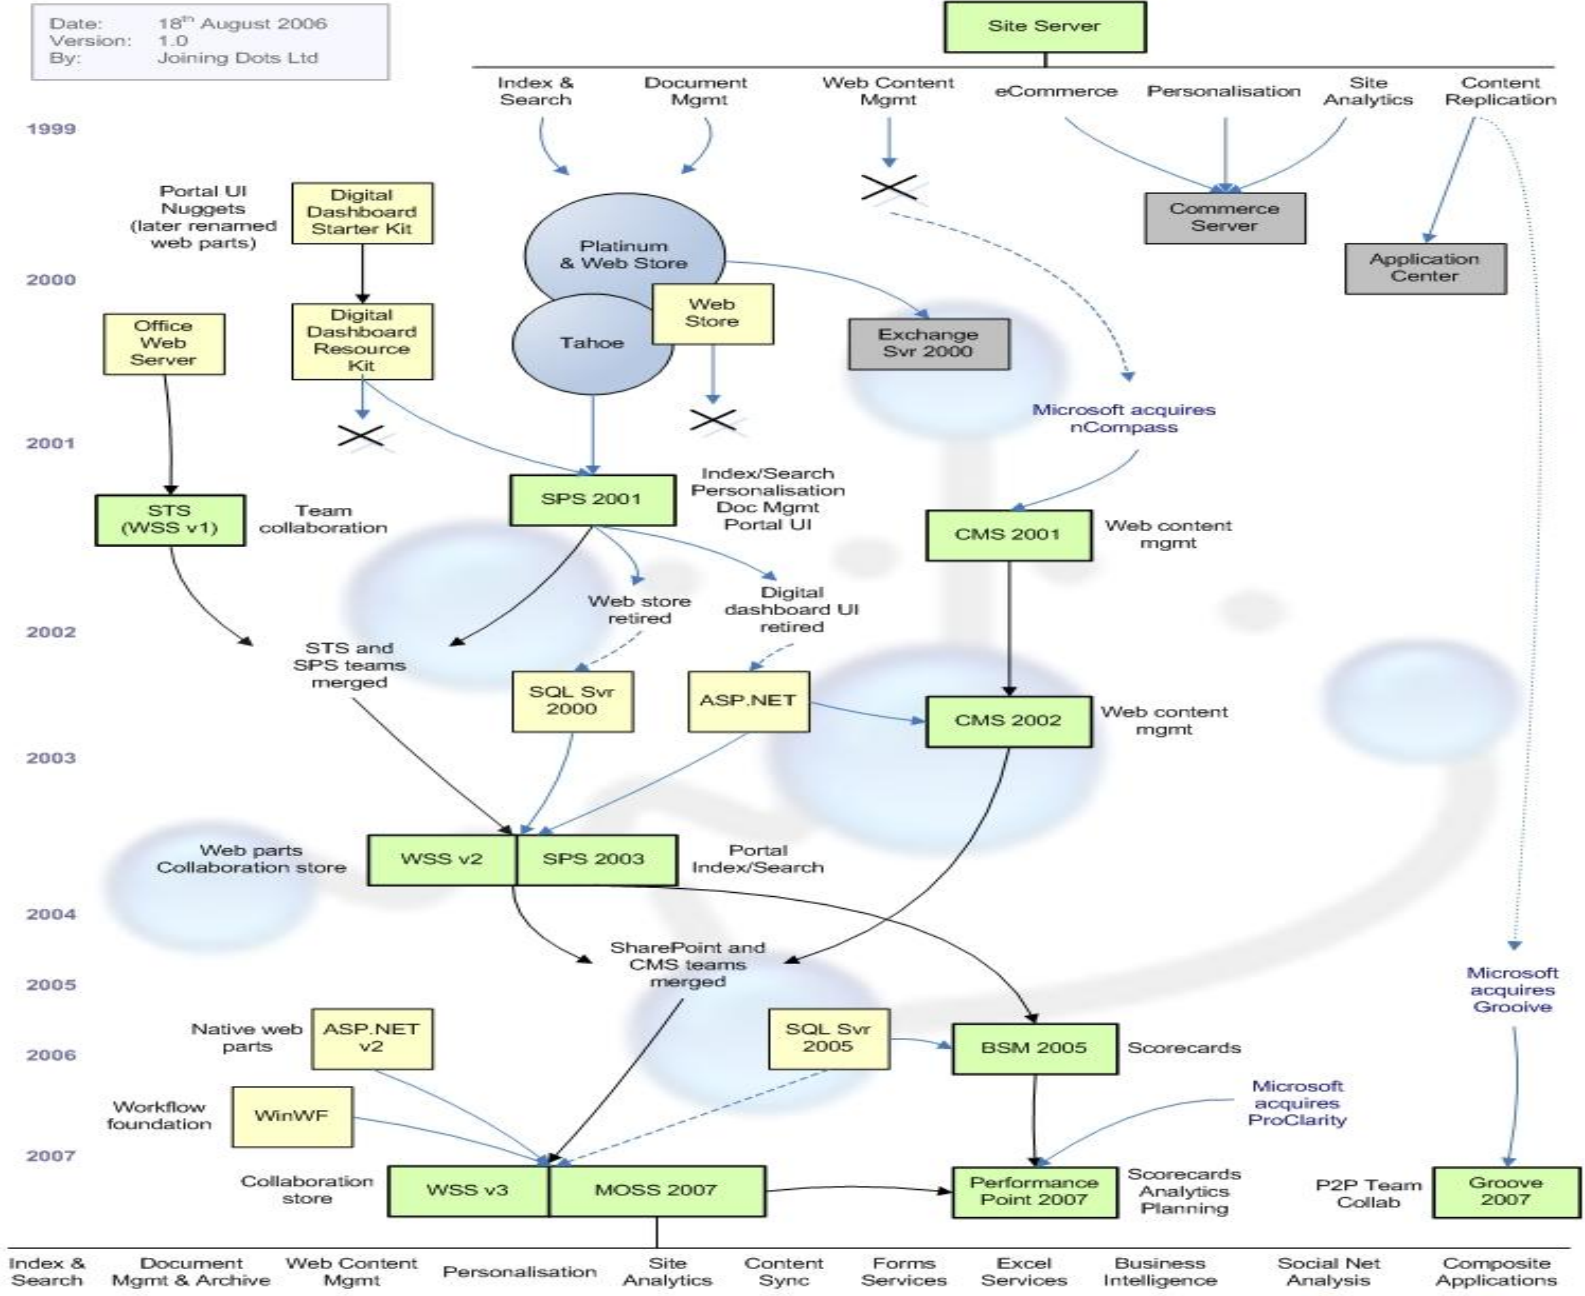 Date: 18th August 2006
Version: 1.0
By: Joining Dots Ltd
Site Server
Index &
Search
Document
Mgmt
Web Content
Mgmt
eCommerce
Personalisation
Site
Analytics
Content
Replication
1999
Portal UI
Nuggets
(later renamed
web parts)
Digital
Dashboard
Starter Kit
Platinum
& Web Store
Commerce
Server
Application
Center
2000
Office
Web
Server
Digital
Dashboard
Resource
Kit
Tahoe
Web
Store
Exchange
Svr 2000
Microsoft acquires
nCompass
2001
STS
(WSS v1)
Team
collaboration
SPS 2001
Index/Search
Personalisation
Doc Mgmt
Portal UI
CMS 2001
Web content
mgmt
Web store
retired
Digital
dashboard UI
retired
2002
STS and
SPS teams
merged
SQL Svr
2000
ASP.NET
CMS 2002
Web content
mgmt
2003
Web parts
Collaboration store
WSS v2
SPS 2003
Portal
Index/Search
2004
SharePoint and
CMS teams
merged
2005
Microsoft
acquires
Grooive
Native web
parts
ASP.NET
v2
SQL Svr
2005
BSM 2005
Scorecards
2006
Workflow
foundation
WinWF
Microsoft
acquires
ProClarity
2007
Collaboration
store
WSS v3
MOSS 2007
Performance
Point 2007
Scorecards
Analytics
Planning
P2P Team
Collab
Groove
2007
Index &
Search
Document
Mgmt & Archive
Web Content
Mgmt
Personalisation
Site
Analytics
Content
Sync
Forms
Services
Excel
Services
Business
Intelligence
Social Net
Analysis
Composite
Applications